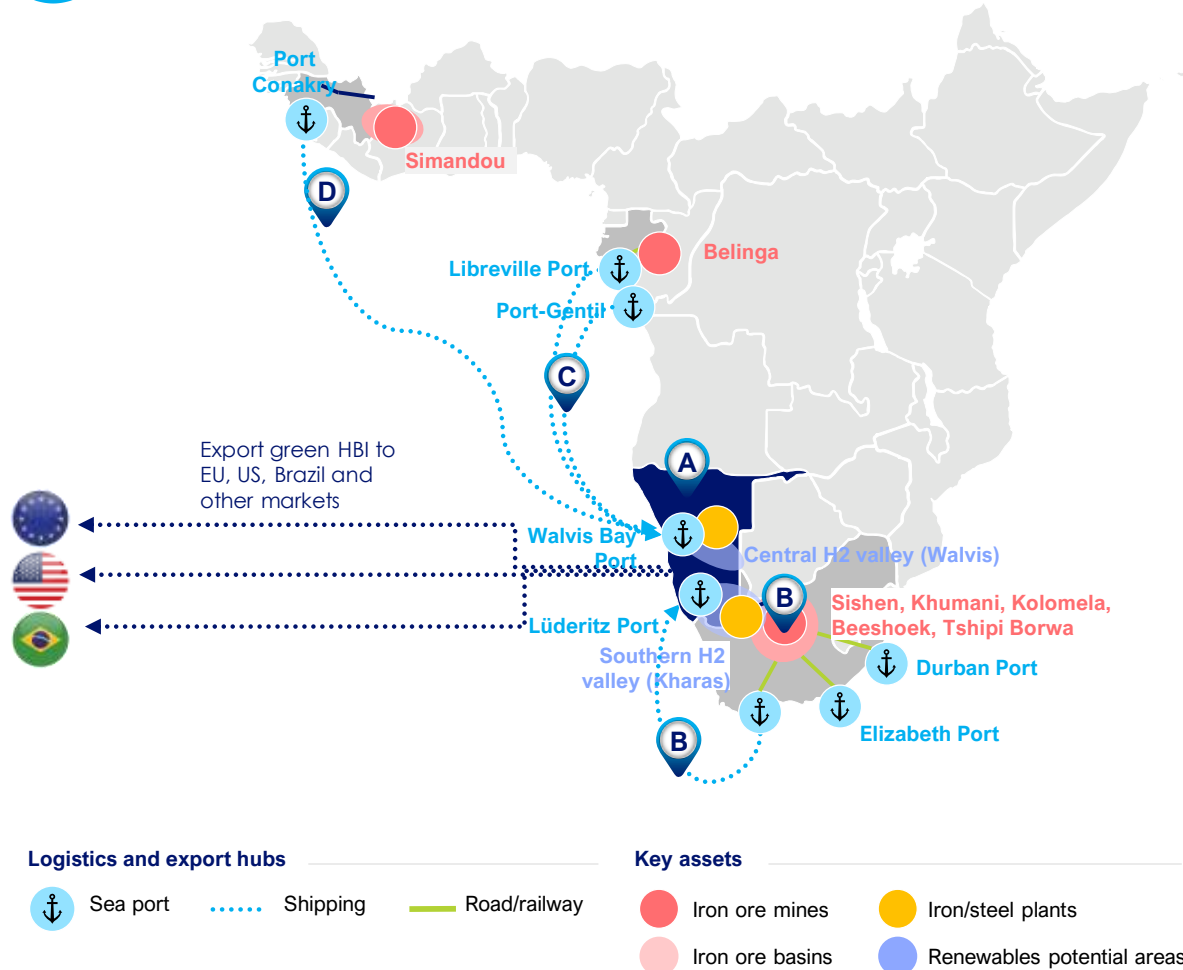 Port
Conakry
Simandou
D
Belinga
Libreville Port
Port-Gentil
C
Export green HBI to
EU, US, Brazil and
other markets
A
Walvis Bay
Port
Central H2 valley (Walvis)
B
Sishen, Khumani, Kolomela,
Beeshoek, Tshipi Borwa
Lüderitz Port
Southern H2
valley (Kharas)
Durban Port
Elizabeth Port
B
Logistics and export hubs
Sea port
Shipping
Road/railway
Key assets
Iron ore mines
Iron/steel plants
Iron ore basins
Renewables potential areas